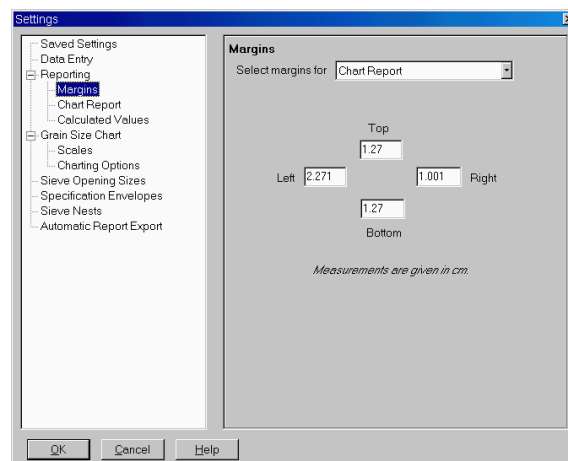 Settings
Saved Settings
Data Entry
Reporting
Margins
Chart Report
Calculated Values
Grain Size Chart
Scales
Charting Options
Sieve Opening Sizes
Specification Envelopes
Sieve Nests
Automatic Report Export
Margins
Select margins for Chart Report
Top
1.27
Left 2.271 1.001 Right
1.27
Bottom
Measurements are given in cm.
OK Cancel Help